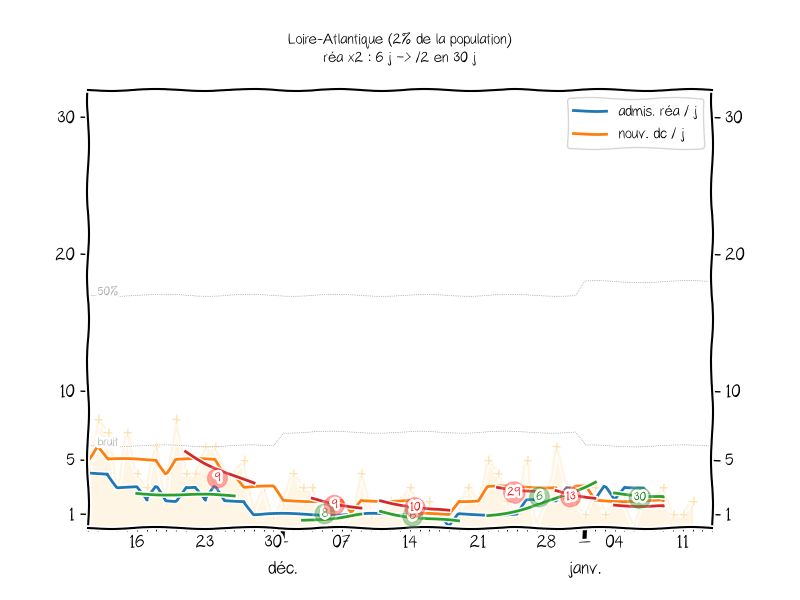 Loire-Atlantique (2% de la population)
réa x2 : 6 j -> /2 en 30 j
admis. réa / j
nouv. dc / j
30
30
20
20
50%
10
10
bruit
5
5
9
29
6
13
30
9
8
10
1
1
16 23 30 07 14 21 28 04 11
déc. janv.